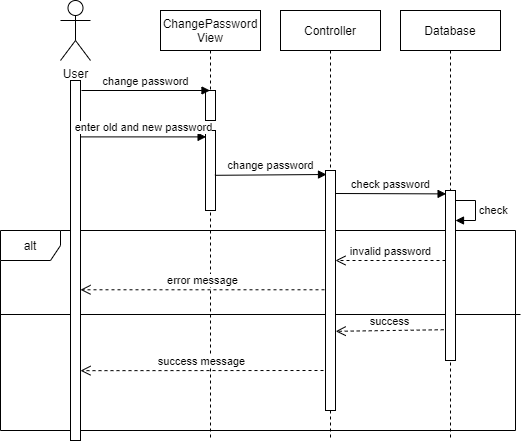 ChangePassword
View
Controller
Database
User
change password
enter old and new password
change password
check password
check
alt
invalid password
error message
success
success message